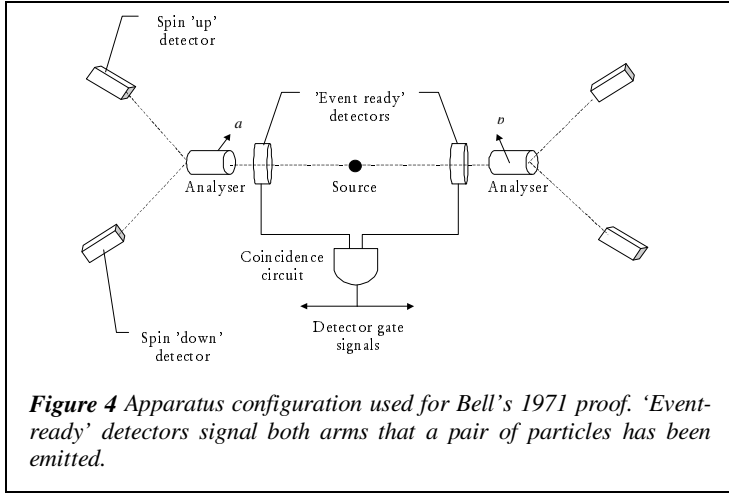 Spin 'up'
detector
'Event ready'
detectors
a
b
Analyser
Source
Analyser
Coincidence
circuit
Detector gate
signals
Spin 'down'
detector
Figure 4 Apparatus configuration used for Bell's 1971 proof. 'Event-
ready' detectors signal both arms that a pair of particles has been
emitted.